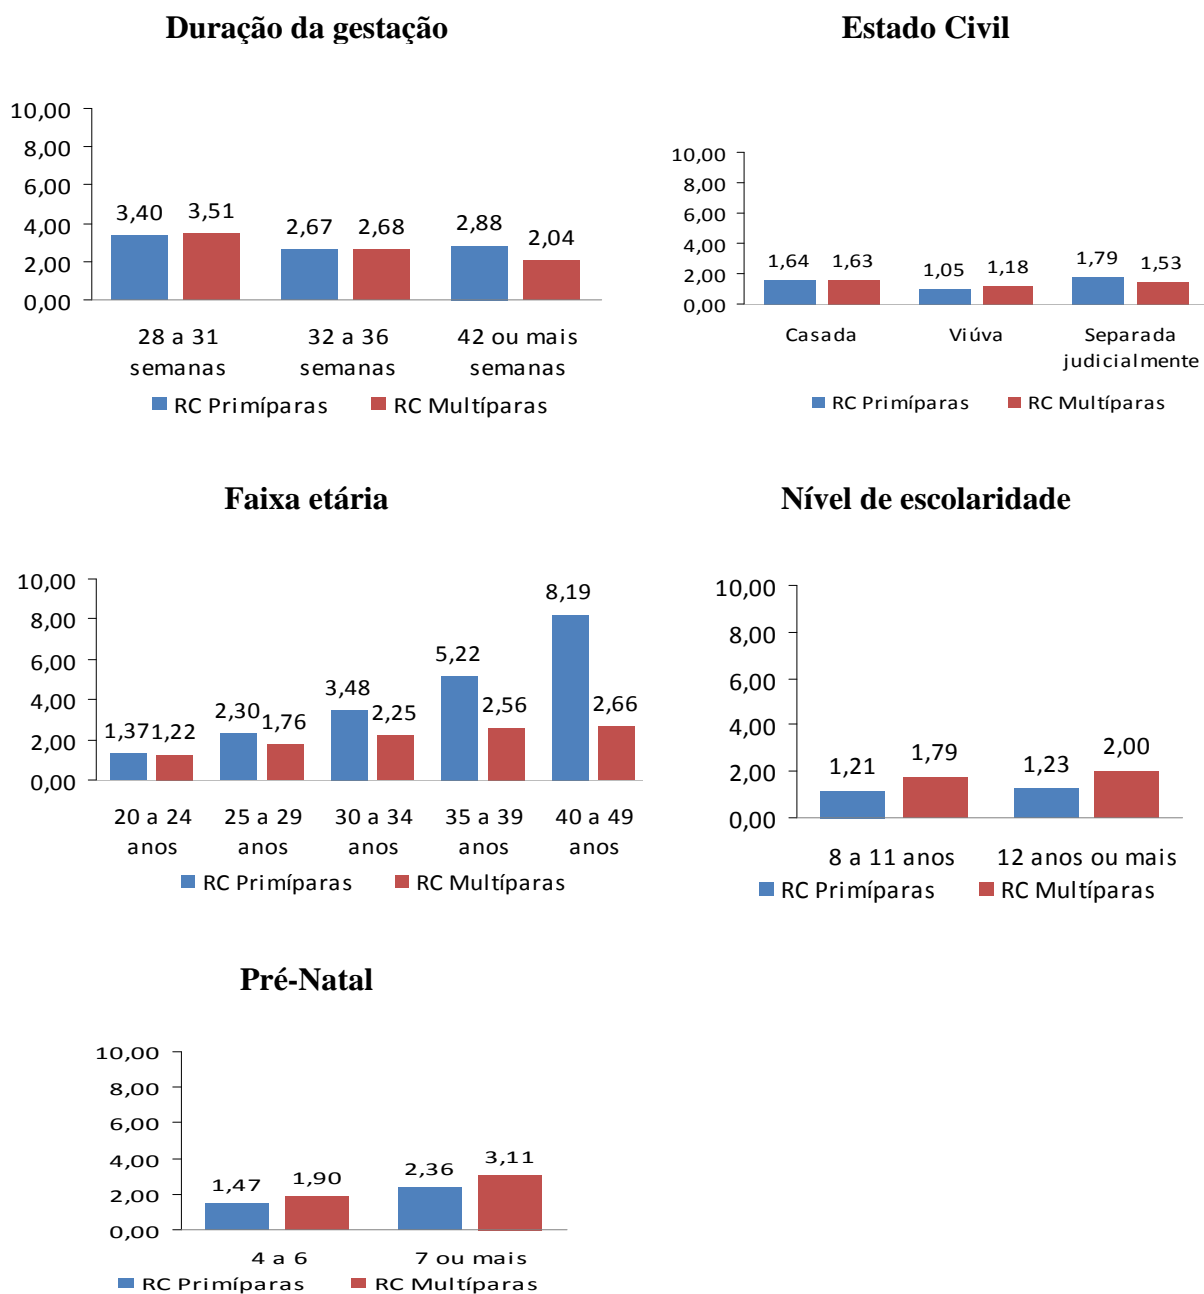 Duração da gestação
10,00
8,00
6,00
4,00
2,00
0,00
3,40 3,51 2,67 2,68 2,88 2,04
28 a 31 32 a 36 42 ou mais
semanas semanas semanas
RC Primíparas RC Multíparas
Estado Civil
10,00
8,00
6,00
4,00
2,00
0,00
1,64 1,63 1,05 1,18 1,79 1,53
Casada Viúva Separada
judicialmente
RC Primíparas RC Multíparas
Faixa etária
10,00
8,00
6,00
4,00
2,00
0,00
1,37 1,22 2,30 1,76 3,48 2,25 5,22 2,56 8,19 2,66
20 a 24 25 a 29 30 a 34 35 a 39 40 a 49
anos anos anos anos anos
RC Primíparas RC Multíparas
Nível de escolaridade
10,00
8,00
6,00
4,00
2,00
0,00
1,21 1,79 1,23 2,00
8 a 11 anos 12 anos ou mais
RC Primíparas RC Multíparas
Pré-Natal
10,00
8,00
6,00
4,00
2,00
0,00
1,47 1,90 2,36 3,11
4 a 6 7 ou mais
RC Primíparas RC Multíparas